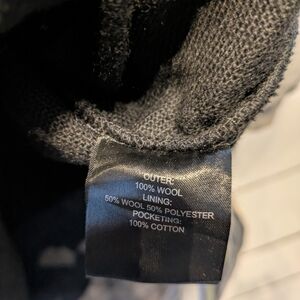 OUTER:
100% WOOL
LINING;
50% WOOL 50% POLYESTER
POCKETING:
100% COTTON